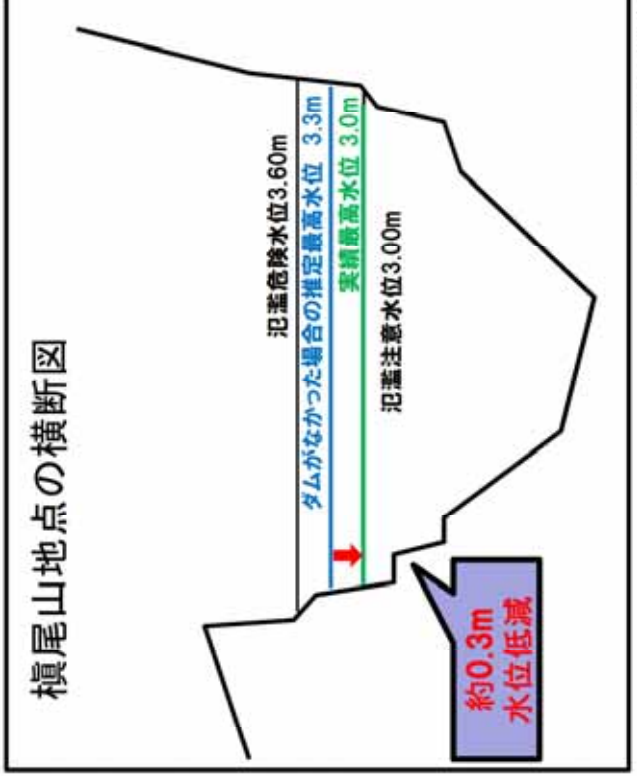 槇尾山地点の横断図
氾濫危険水位3.60m
ダムがなかった場合の推定最高水位 3.3m
実績最高水位 3.0m
氾濫注意水位3.00m
約0.3m
水位低減